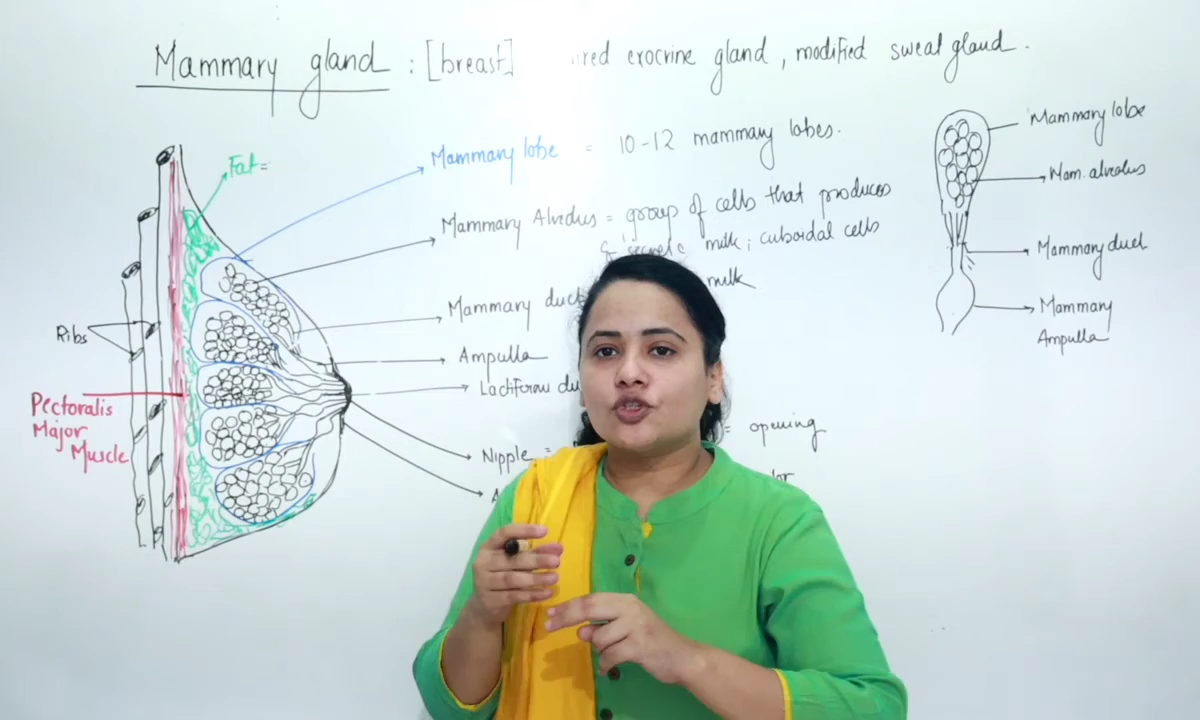 Mammary gland : [breast] ired exocrine gland, modified sweat gland.
Fat =
Mammary lobe = 10-12 mammary lobes.
Mammary Alveolus = group of cells that produces
& secrete milk ; cuboidal cells
Mammary duct milk
Ampulla
Lactiferou du
Nipple = = opening
A
Ribs
Pectoralis
Major
Muscle
Mammary lobe
Mam. alveolus
Mammary duct
Mammary
Ampulla